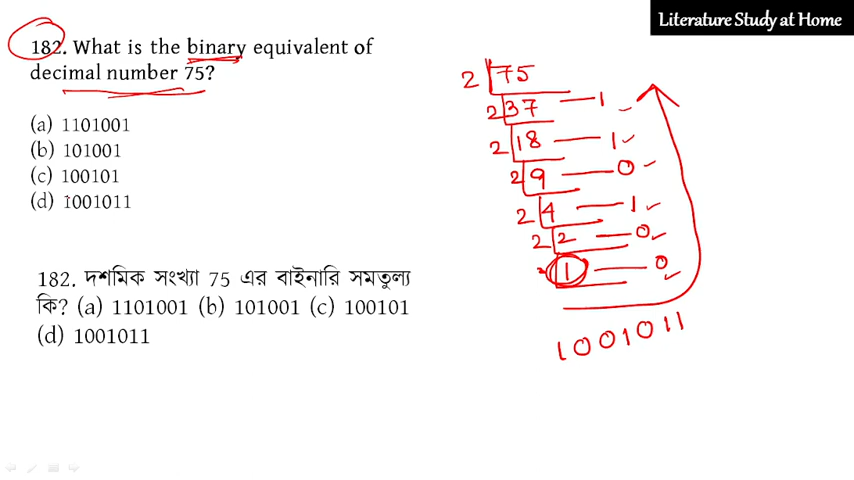 Literature Study at Home
182. What is the binary equivalent of
decimal number 75?
(a) 1101001
(b) 101001
(c) 100101
(d) 1001011
182. দশমিক সংখ্যা 75 এর বাইনারি সমতুল্য
কি? (a) 1101001 (b) 101001 (c) 100101
(d) 1001011
2 75
2 37 — 1
2 18 — 1
2 9 — 0
2 4 — 1
2 2 — 0
2 1 — 0
1001011